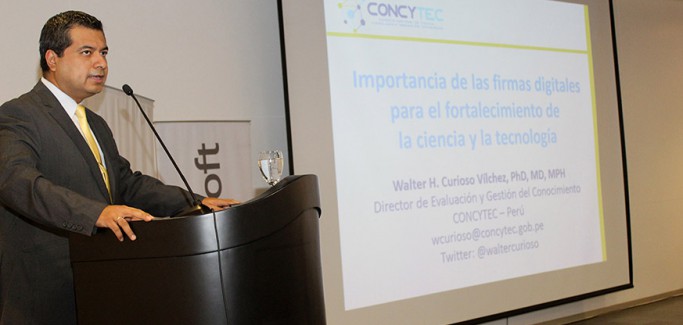 CONCYTEC
Importancia de las firmas digitales
para el fortalecimiento de
la ciencia y la tecnología
Walter H. Curioso Vílchez, PhD, MD, MPH
Director de Evaluación y Gestión del Conocimiento
CONCYTEC – Perú
wcurioso@concytec.gob.pe
Twitter: @waltercurioso
oft